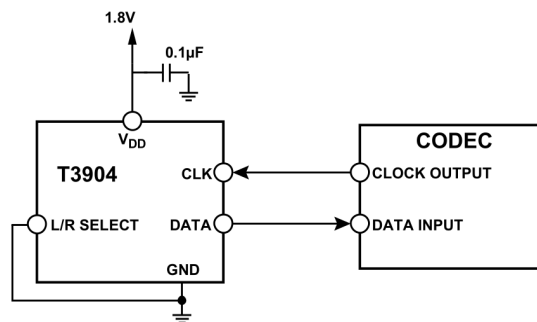 1.8V
0.1µF
VDD
T3904
CODEC
CLK
CLOCK OUTPUT
L/R SELECT
DATA
DATA INPUT
GND